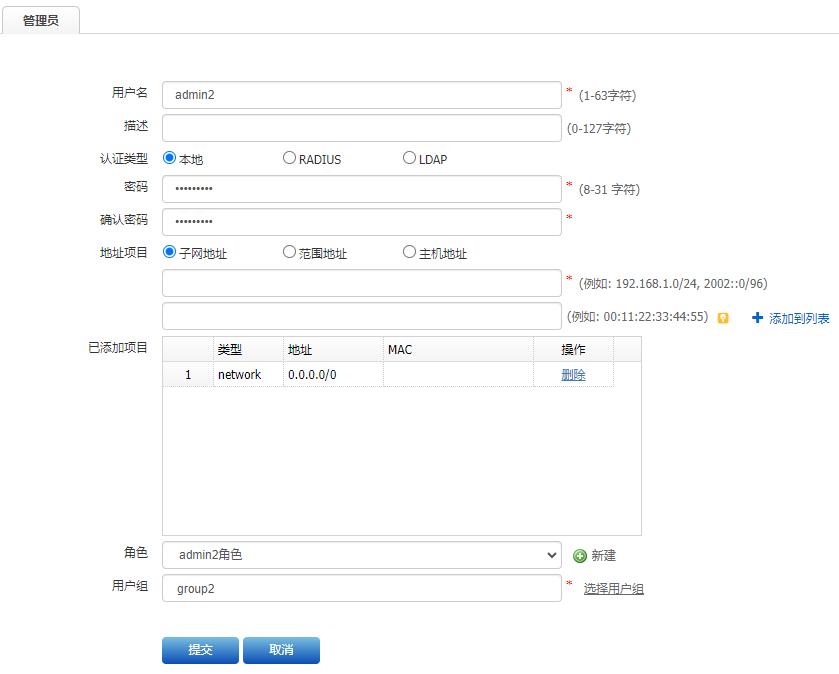 管理员
用户名 admin2 * (1-63字符)
描述 (0-127字符)
认证类型 本地 RADIUS LDAP
密码 ••••••••• * (8-31 字符)
确认密码 ••••••••• *
地址项目 子网地址 范围地址 主机地址
* (例如: 192.168.1.0/24, 2002::0/96)
(例如: 00:11:22:33:44:55) 添加到列表
已添加项目 类型 地址 MAC 操作
1 network 0.0.0.0/0 删除
角色 admin2角色 新建
用户组 group2 * 选择用户组
提交 取消